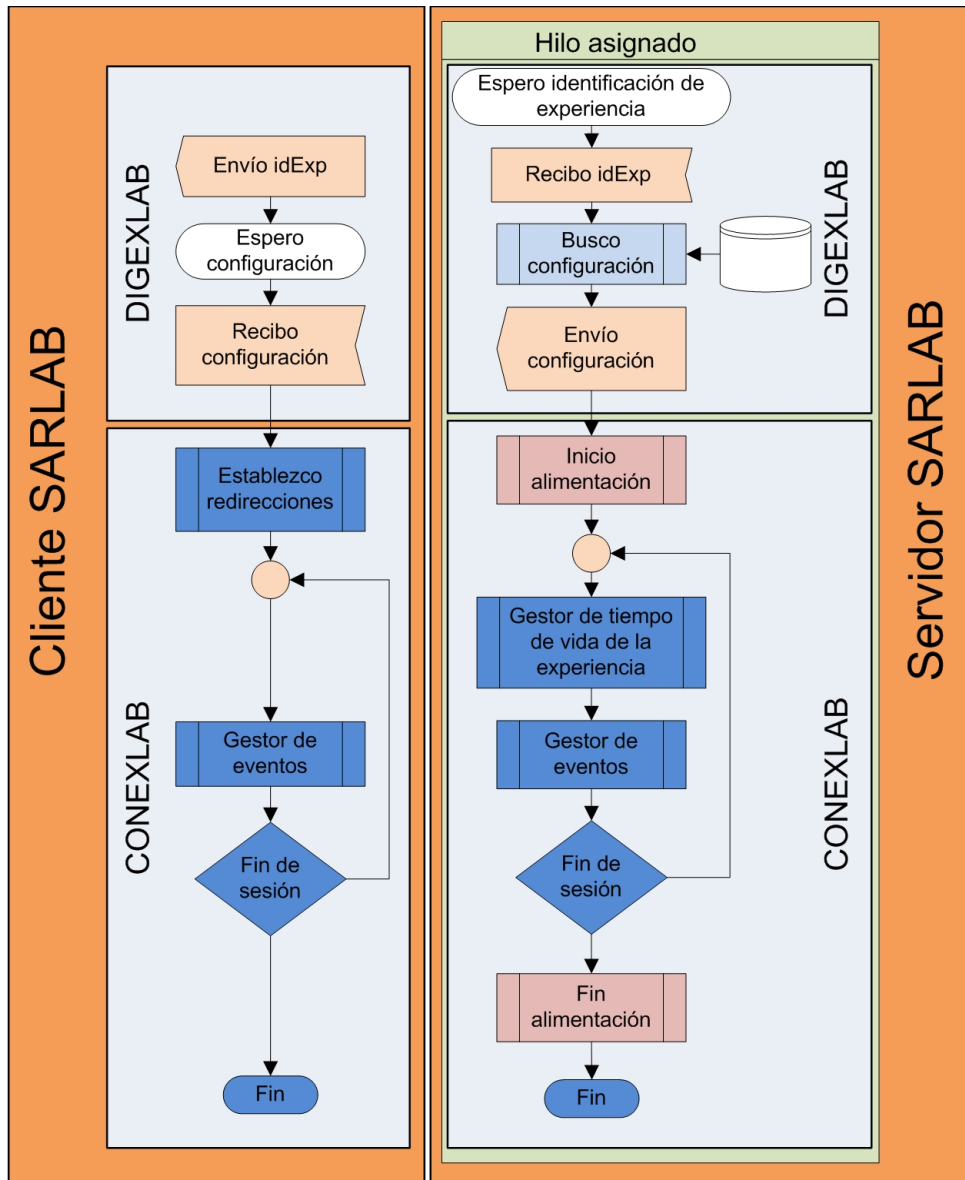 Cliente SARLAB
DIGEXLAB
Envío idExp
Espero
configuración
Recibo
configuración
CONEXLAB
Establezco
redirecciones
Gestor de
eventos
Fin de
sesión
Fin
Servidor SARLAB
Hilo asignado
DIGEXLAB
Espero identificación de
experiencia
Recibo idExp
Busco
configuración
Envío
configuración
CONEXLAB
Inicio
alimentación
Gestor de tiempo
de vida de la
experiencia
Gestor de
eventos
Fin de
sesión
Fin
alimentación
Fin